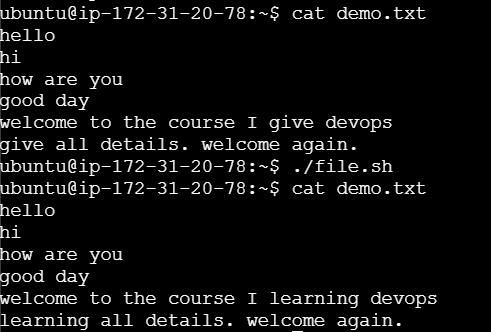 ubuntu@ip-172-31-20-78:~$ cat demo.txt
hello
hi
how are you
good day
welcome to the course I give devops
give all details. welcome again.
ubuntu@ip-172-31-20-78:~$ ./file.sh
ubuntu@ip-172-31-20-78:~$ cat demo.txt
hello
hi
how are you
good day
welcome to the course I learning devops
learning all details. welcome again.